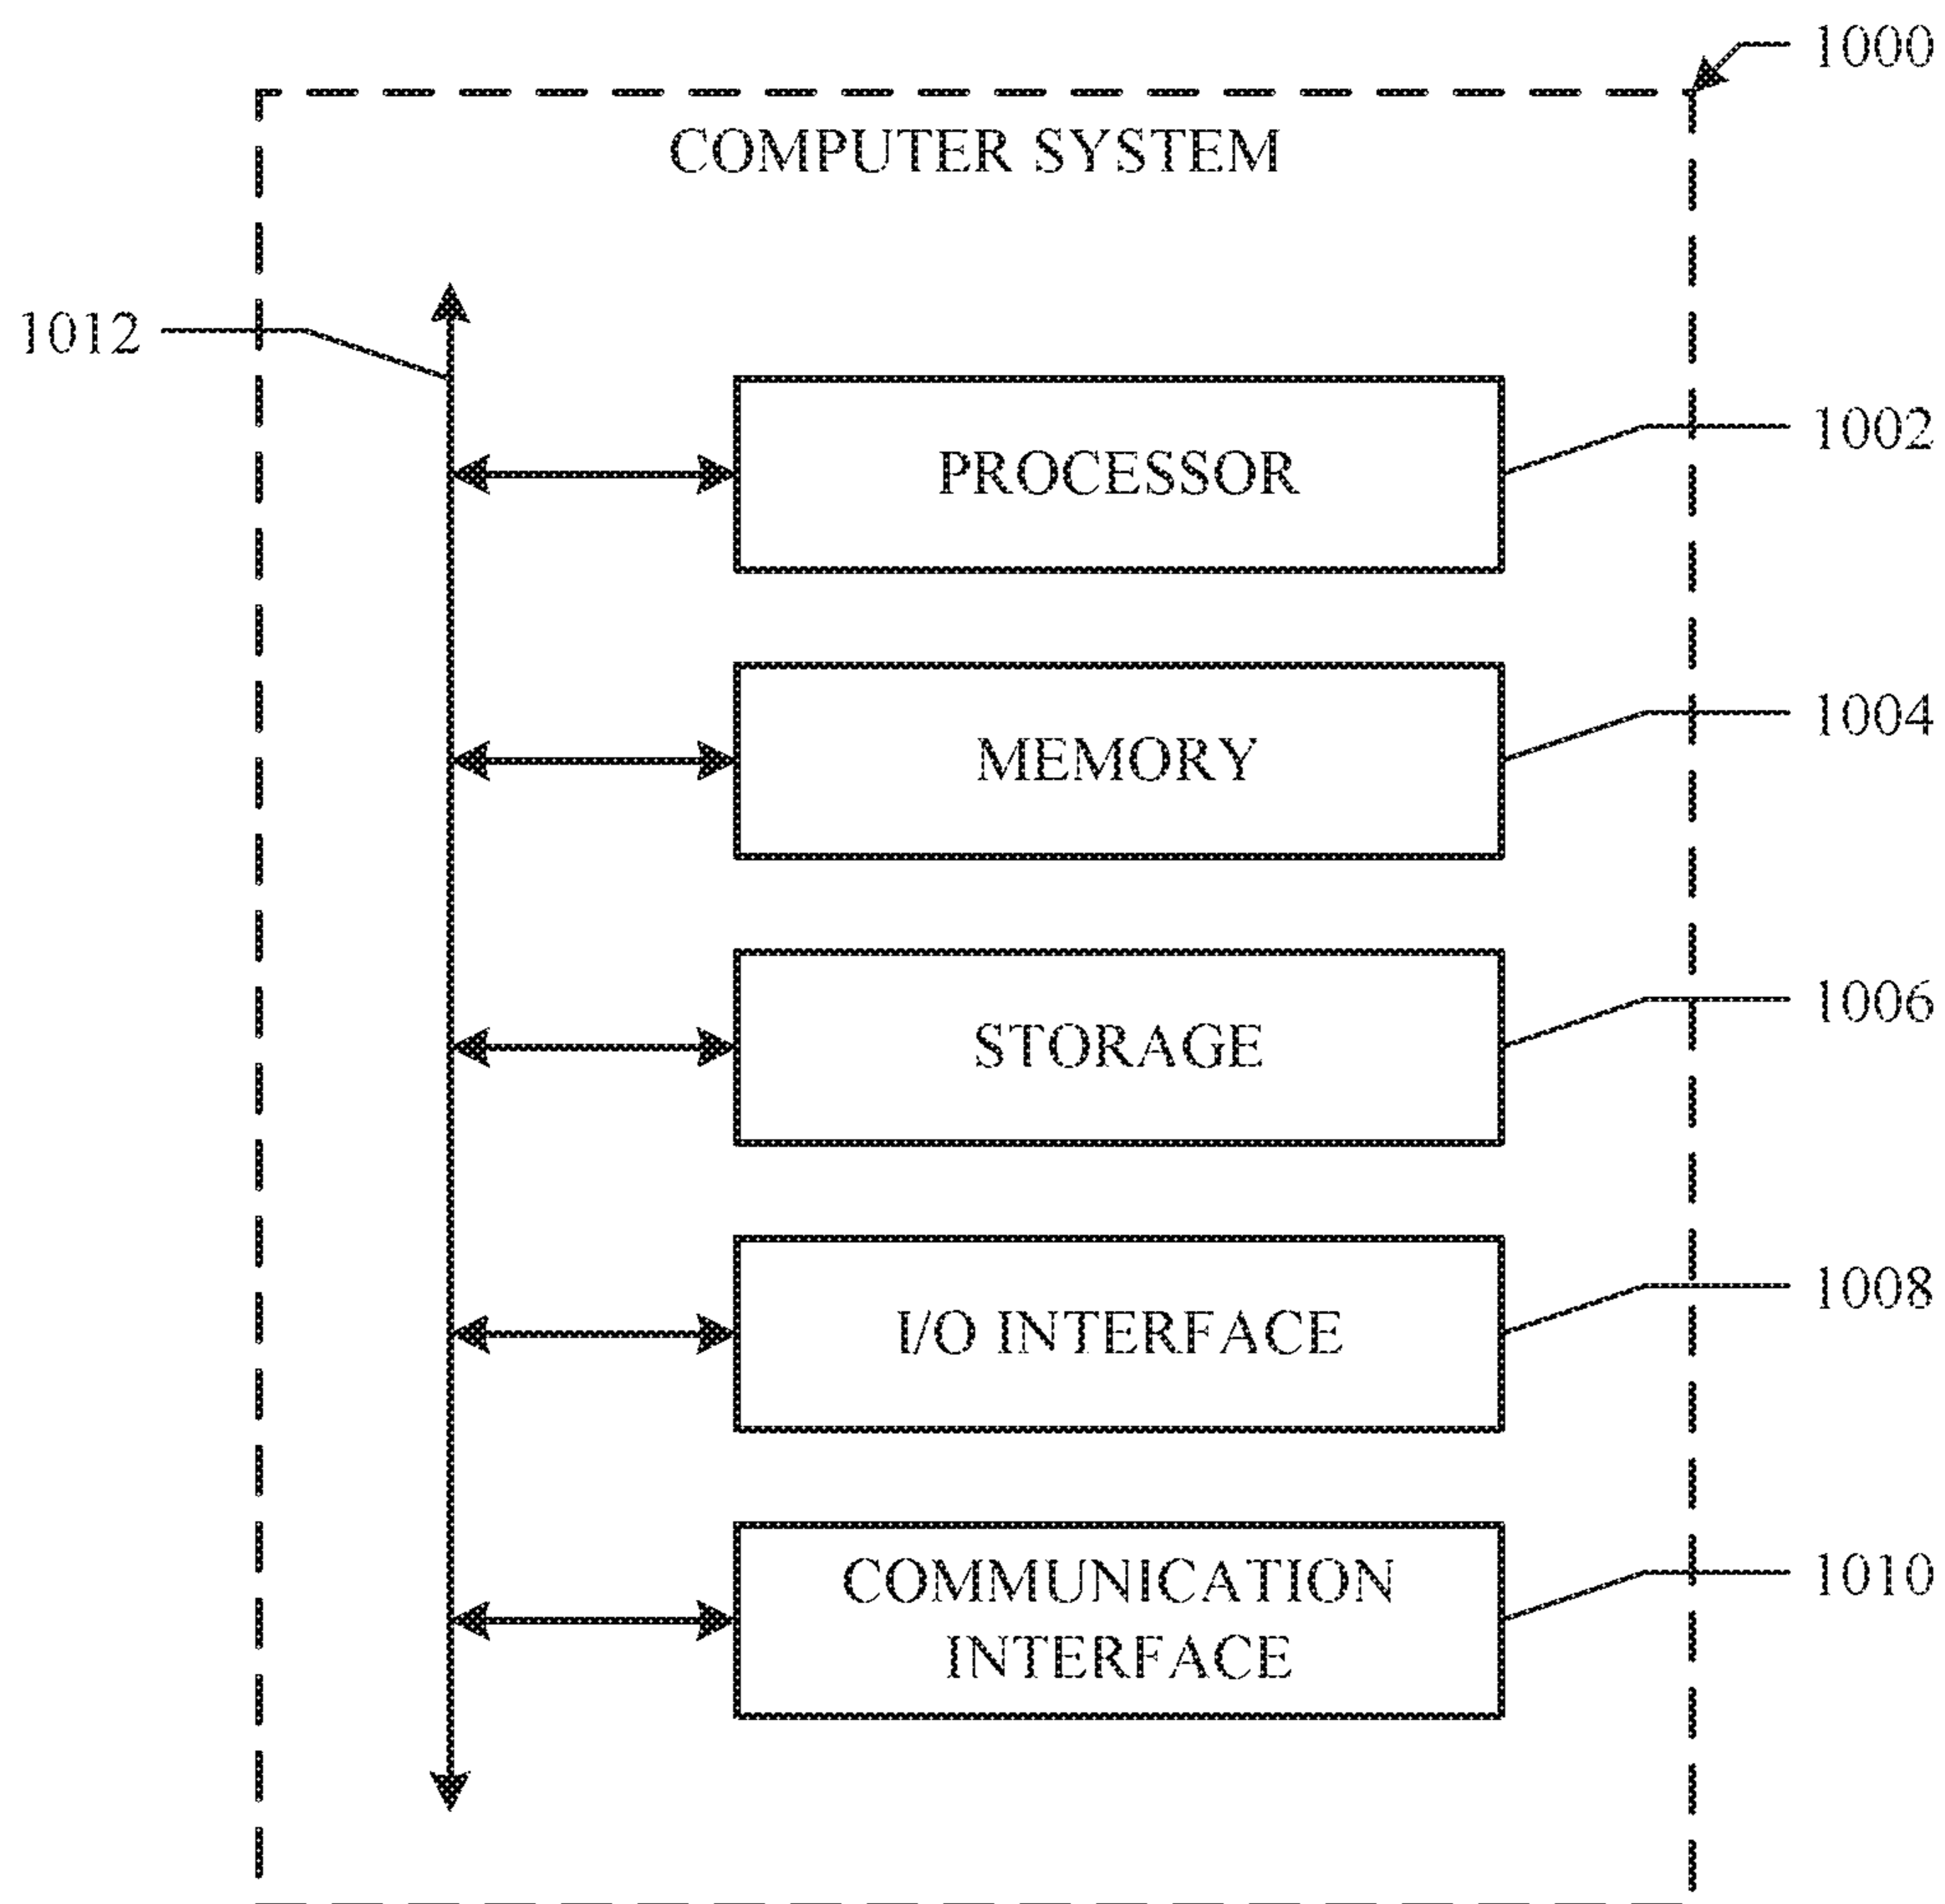 1000
COMPUTER SYSTEM
1012
PROCESSOR
1002
MEMORY
1004
STORAGE
1006
I/O INTERFACE
1008
COMMUNICATION
INTERFACE
1010